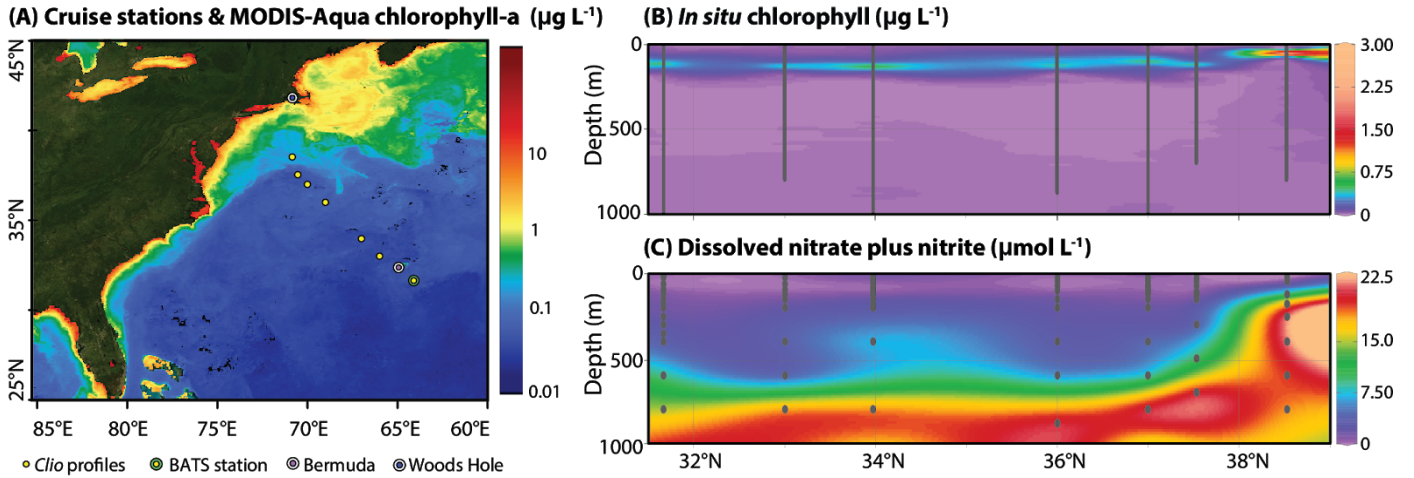 (A) Cruise stations & MODIS-Aqua chlorophyll-a (µg L-1)
45°N
35°N
25°N
85°E 80°E 75°E 70°E 65°E 60°E
10
1
0.1
0.01
Clio profiles BATS station Bermuda Woods Hole
(B) In situ chlorophyll (µg L-1)
0
500
1000
Depth (m)
3.00
2.25
1.50
0.75
0
(C) Dissolved nitrate plus nitrite (µmol L-1)
0
500
1000
Depth (m)
22.5
15.0
7.50
0
32°N 34°N 36°N 38°N